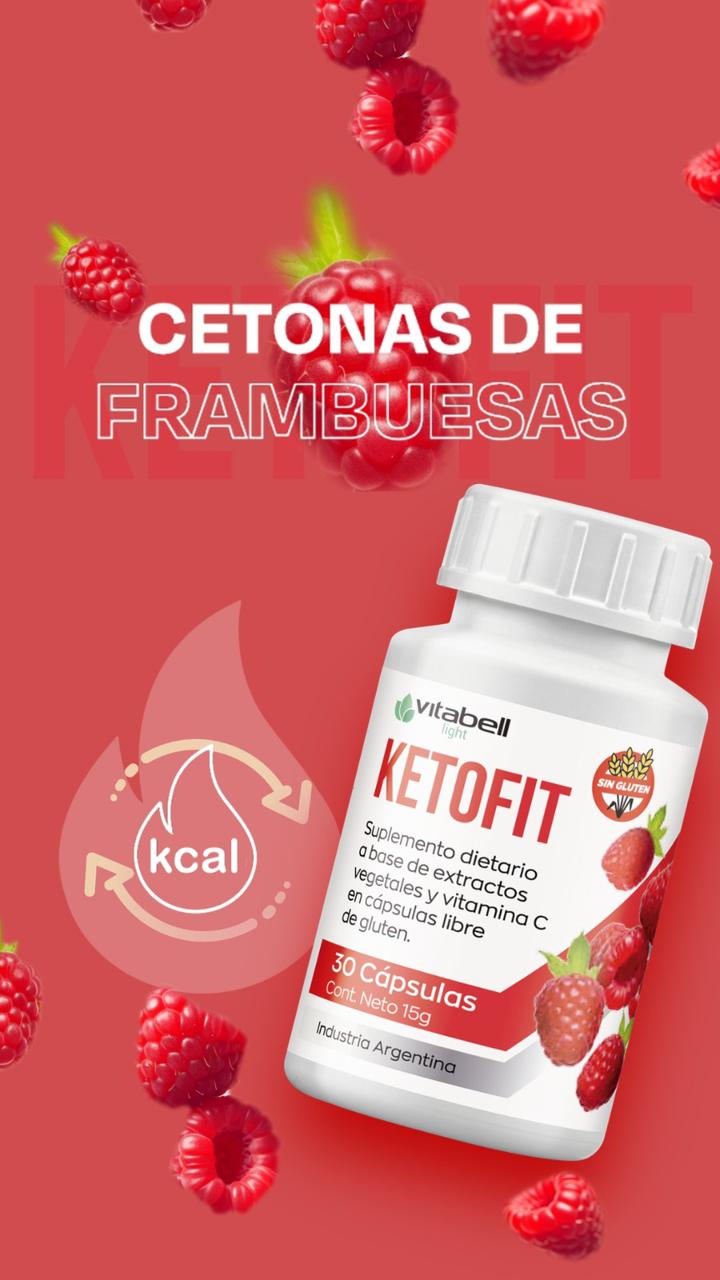 KETOFIT
CETONAS DE
FRAMBUESAS
kcal
vitabell
light
KETOFIT
SIN GLUTEN
Suplemento dietario
a base de extractos
vegetales y vitamina C
en cápsulas libre
de gluten.
30 Cápsulas
Cont. Neto 15g
Industria Argentina